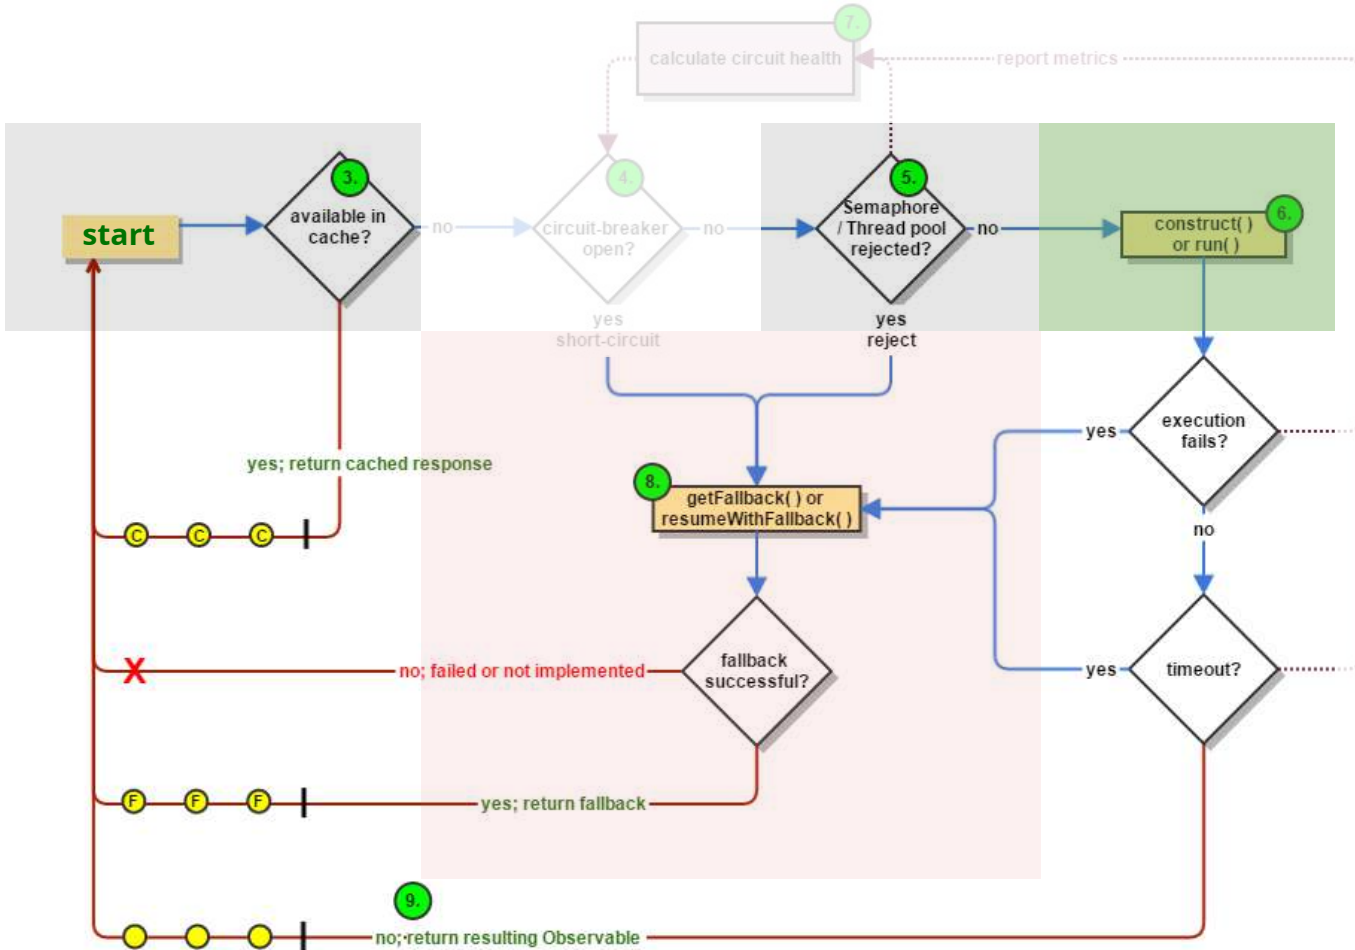 7.
calculate circuit health
report metrics
3.
available in
cache?
start
no
4.
circuit-breaker
open?
no
5.
Semaphore
/ Thread pool
rejected?
no
6.
construct( )
or run( )
yes
short-circuit
yes
reject
execution
fails?
yes
yes; return cached response
8.
getFallback( ) or
resumeWithFallback( )
no
C C C
X
no; failed or not implemented
fallback
successful?
yes
timeout?
F F F
yes; return fallback
9.
no; return resulting Observable